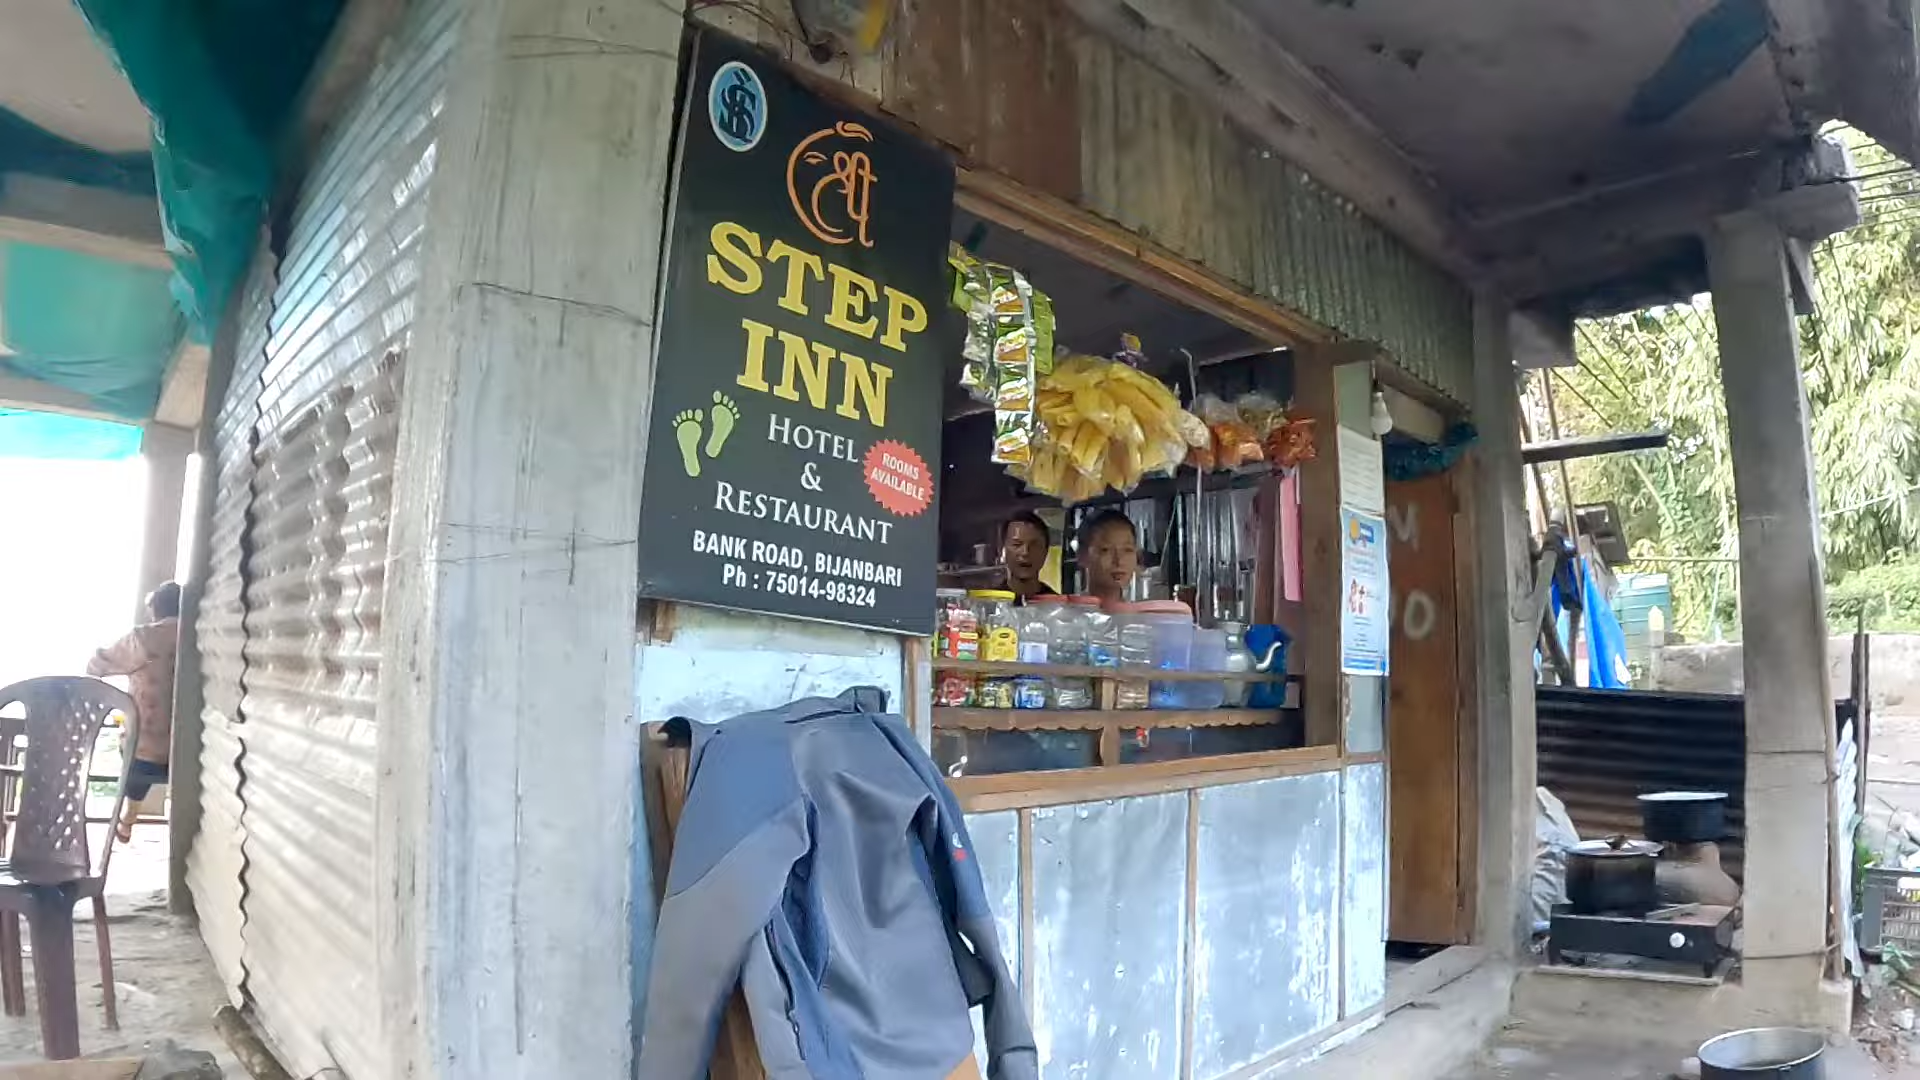 श्री
STEP
INN
HOTEL
&
RESTAURANT
ROOMS
AVAILABLE
BANK ROAD, BIJANBARI
Ph : 75014-98324